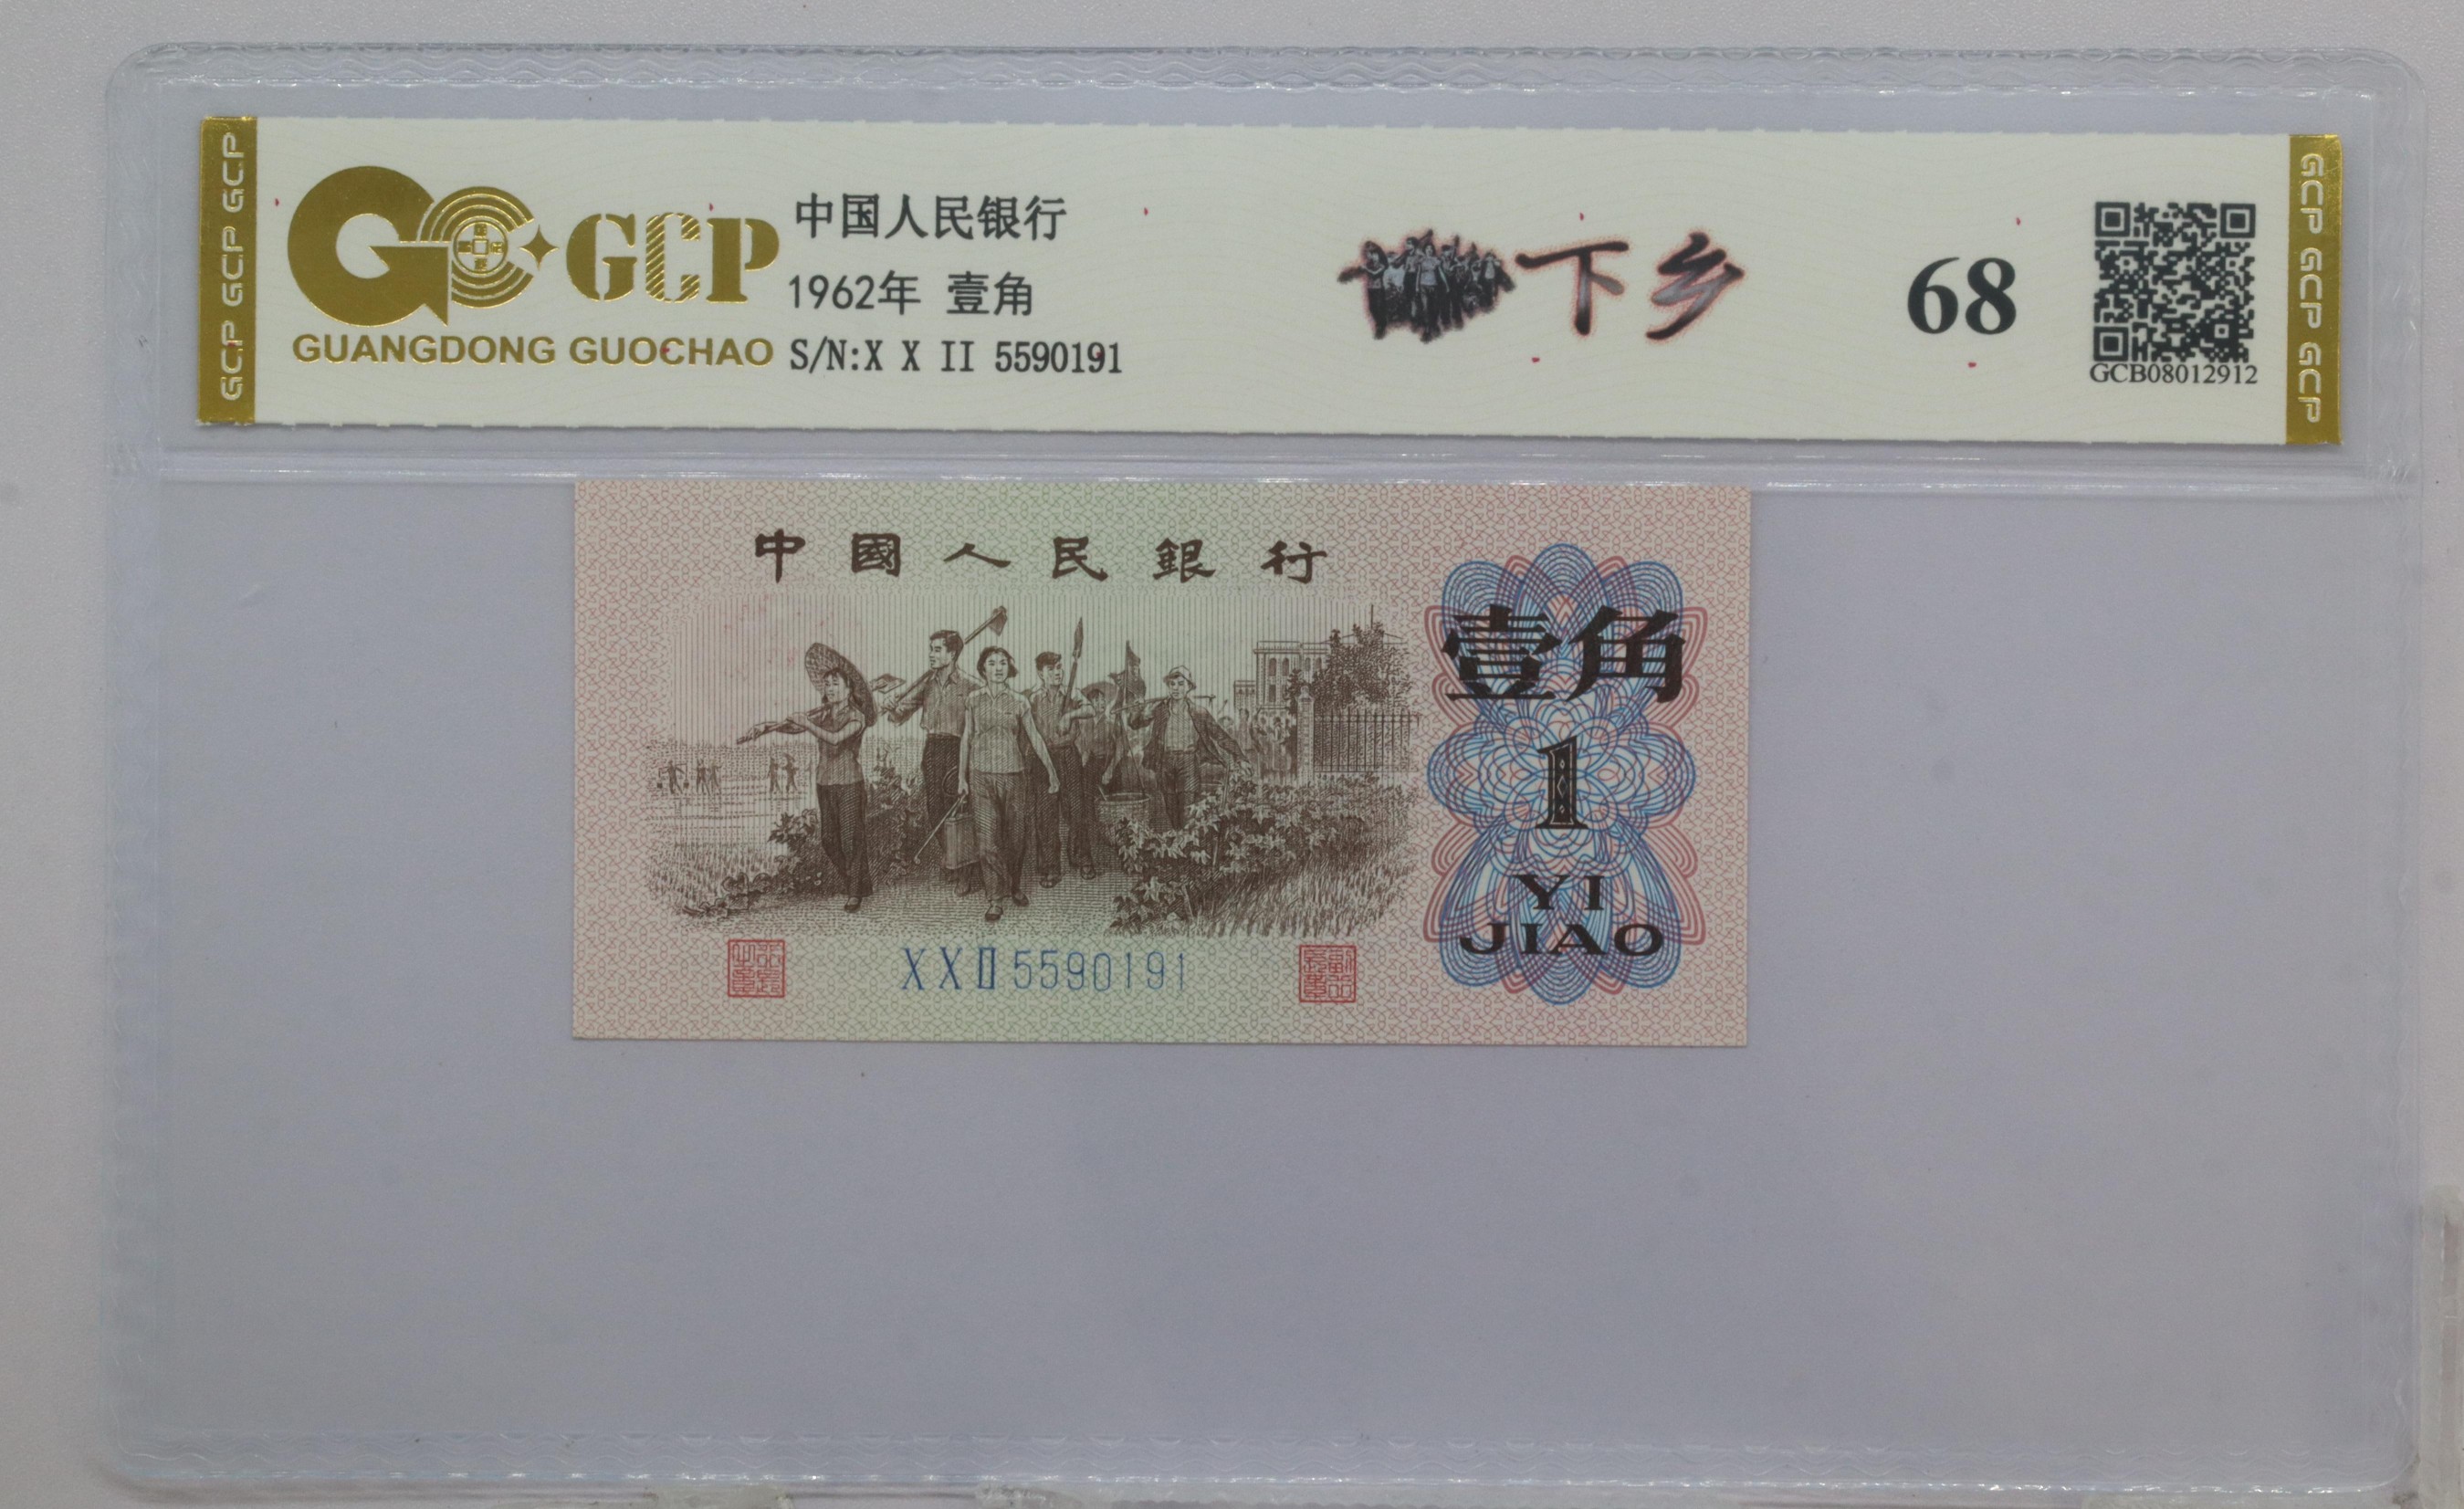 GCP GCP GCP
GCP
GUANGDONG GUOCHAO
中国人民银行
1962年 壹角
S/N:X X II 5590191
下乡
68
GCB08012912
GCP GCP GCP
中國人民銀行
壹角
1
YI
JIAO
XXII5590191